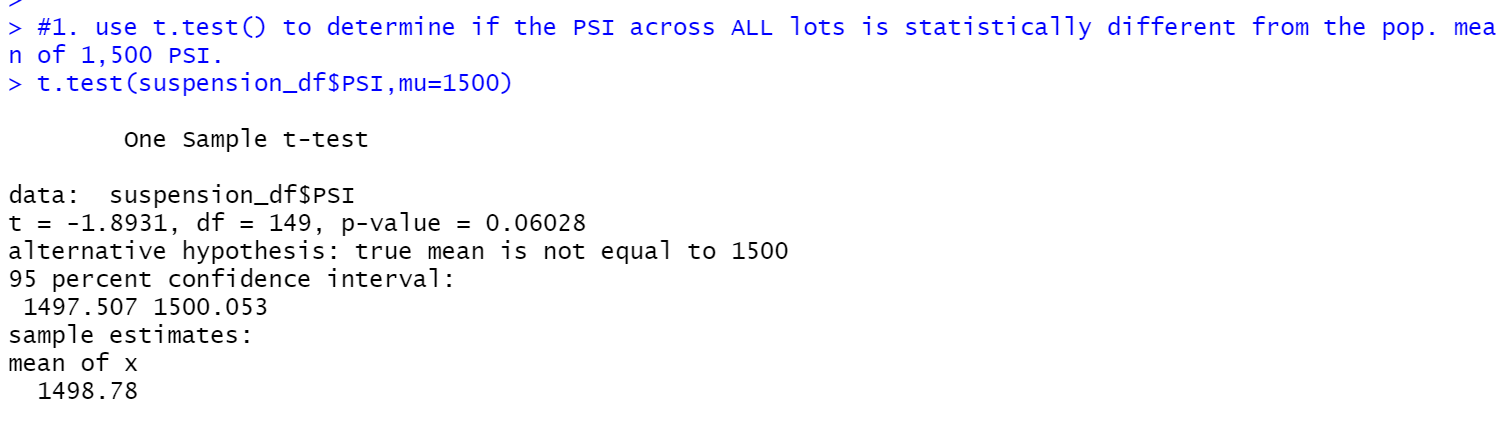 >
> #1. use t.test() to determine if the PSI across ALL lots is statistically different from the pop. mea
n of 1,500 PSI.
> t.test(suspension_df$PSI,mu=1500)
One Sample t-test
data:  suspension_df$PSI
t = -1.8931, df = 149, p-value = 0.06028
alternative hypothesis: true mean is not equal to 1500
95 percent confidence interval:
1497.507 1500.053
sample estimates:
mean of x
1498.78